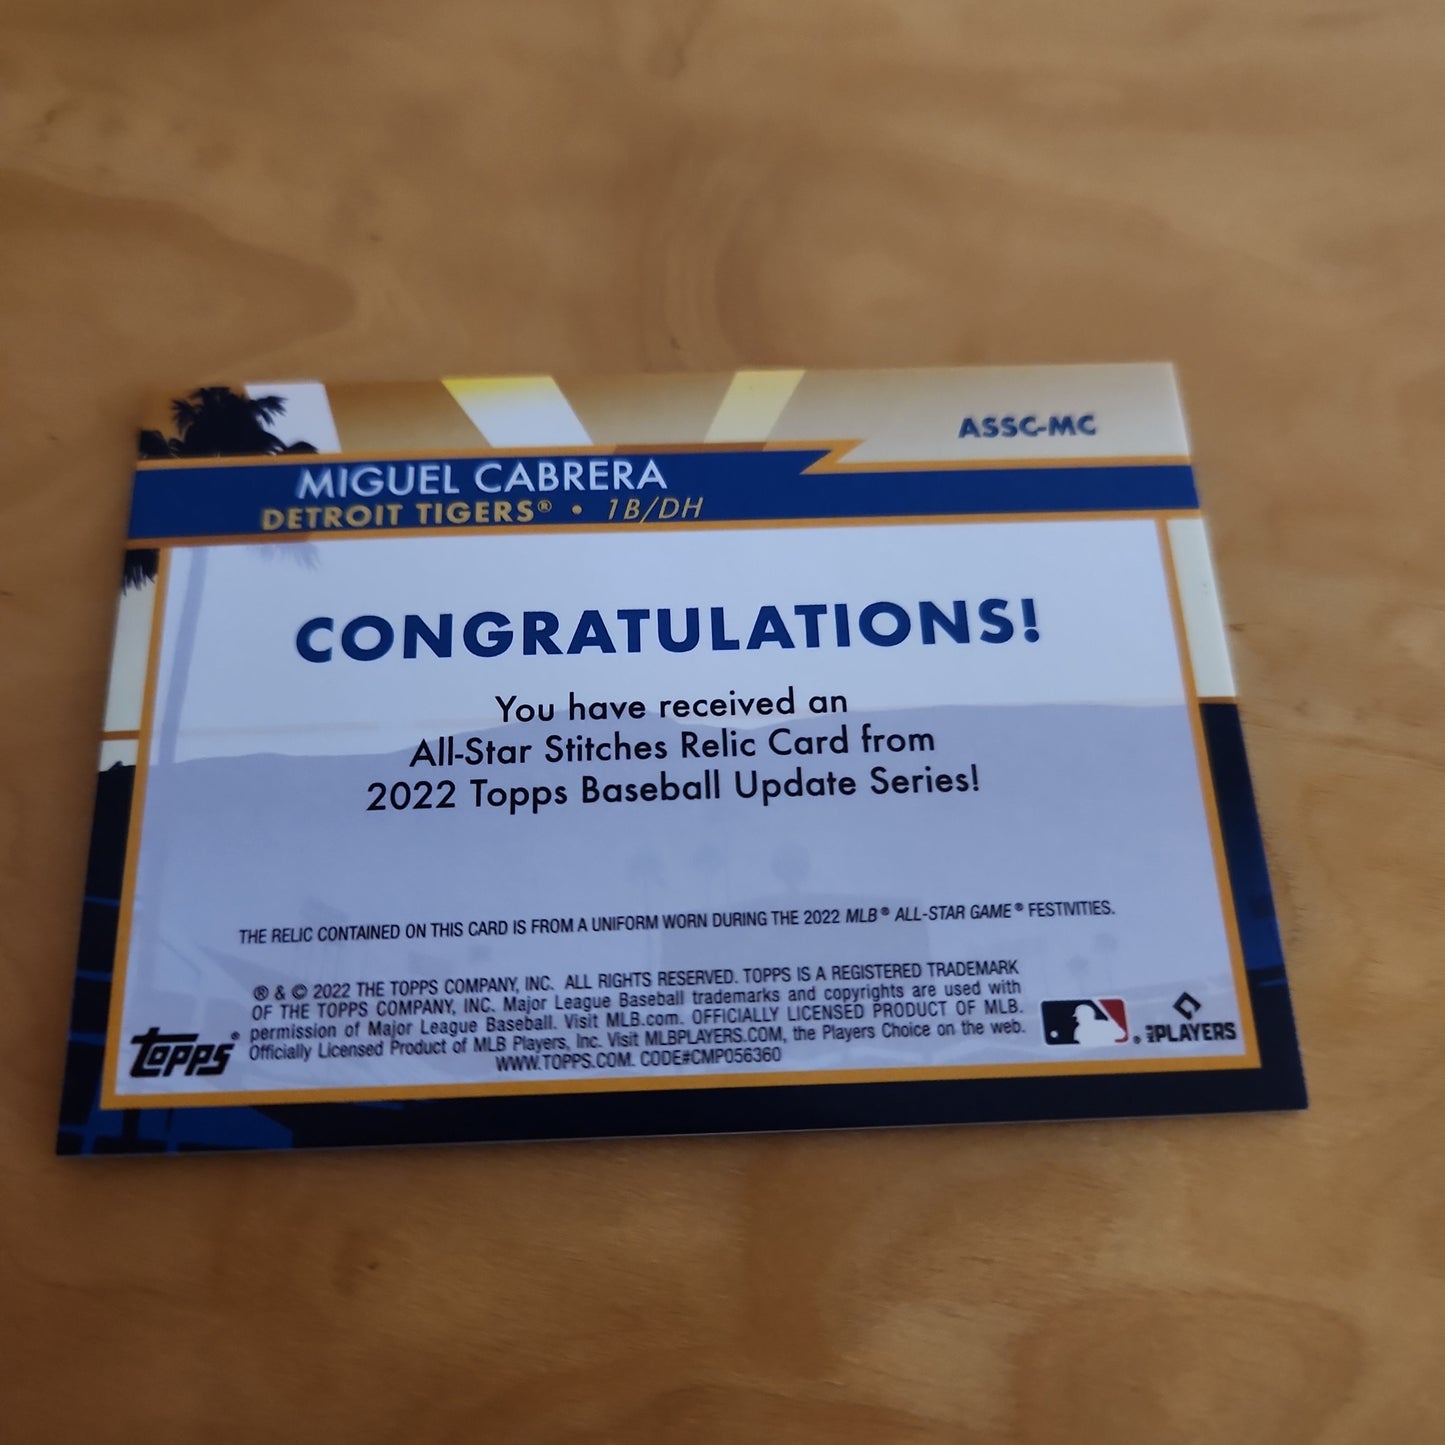 ASSC-MC
MIGUEL CABRERA
DETROIT TIGERS® • 1B/DH
CONGRATULATIONS!
You have received an
All-Star Stitches Relic Card from
2022 Topps Baseball Update Series!
THE RELIC CONTAINED ON THIS CARD IS FROM A UNIFORM WORN DURING THE 2022 MLB® ALL-STAR GAME® FESTIVITIES.
® & © 2022 THE TOPPS COMPANY, INC. ALL RIGHTS RESERVED. TOPPS IS A REGISTERED TRADEMARK
OF THE TOPPS COMPANY, INC. Major League Baseball trademarks and copyrights are used with
permission of Major League Baseball. Visit MLB.com. OFFICIALLY LICENSED PRODUCT OF MLB.
Officially Licensed Product of MLB Players, Inc. Visit MLBPLAYERS.COM, the Players Choice on the web.
WWW.TOPPS.COM. CODE#CMP056360
Topps®
MLB PLAYERS